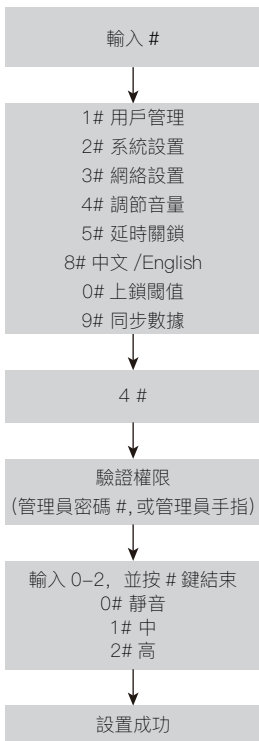 輸入 #
1# 用戶管理
2# 系統設置
3# 網絡設置
4# 調節音量
5# 延時關鎖
8# 中文 /English
0# 上鎖閾值
9# 同步數據
4 #
驗證權限
(管理員密碼 #, 或管理員手指)
輸入 0-2, 並按 # 鍵結束
0# 靜音
1# 中
2# 高
設置成功